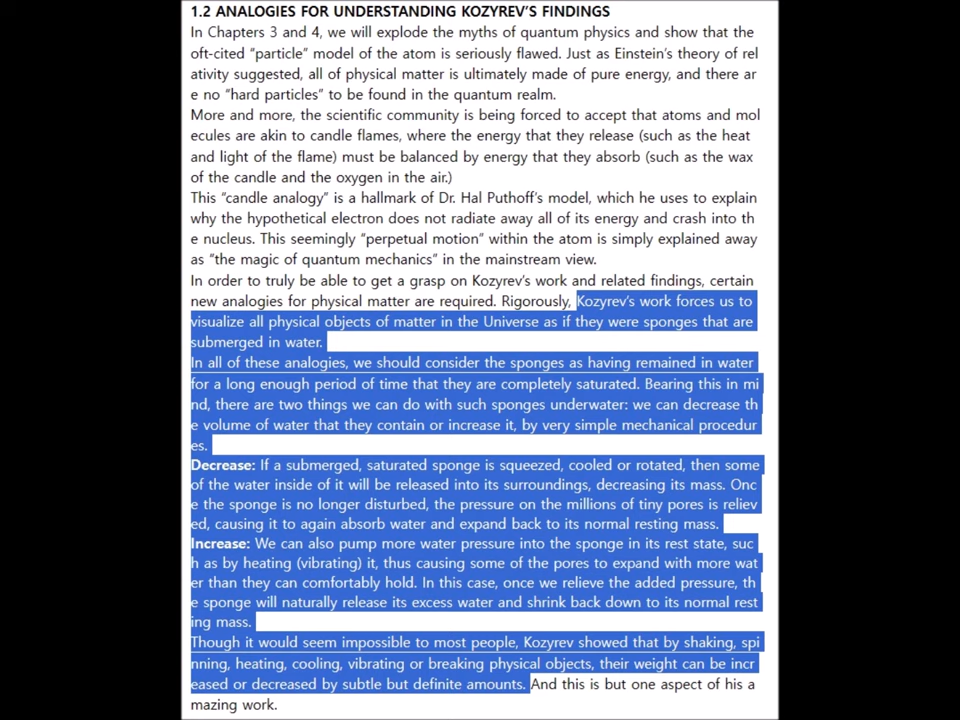 1.2 ANALOGIES FOR UNDERSTANDING KOZYREV’S FINDINGS
In Chapters 3 and 4, we will explode the myths of quantum physics and show that the
oft-cited “particle” model of the atom is seriously flawed. Just as Einstein’s theory of rel
ativity suggested, all of physical matter is ultimately made of pure energy, and there ar
e no “hard particles” to be found in the quantum realm.
More and more, the scientific community is being forced to accept that atoms and mol
ecules are akin to candle flames, where the energy that they release (such as the heat
and light of the flame) must be balanced by energy that they absorb (such as the wax
of the candle and the oxygen in the air.)
This “candle analogy” is a hallmark of Dr. Hal Puthoff’s model, which he uses to explain
why the hypothetical electron does not radiate away all of its energy and crash into th
e nucleus. This seemingly “perpetual motion” within the atom is simply explained away
as “the magic of quantum mechanics” in the mainstream view.
In order to truly be able to get a grasp on Kozyrev’s work and related findings, certain
new analogies for physical matter are required. Rigorously, Kozyrev’s work forces us to
visualize all physical objects of matter in the Universe as if they were sponges that are
submerged in water.
In all of these analogies, we should consider the sponges as having remained in water
for a long enough period of time that they are completely saturated. Bearing this in mi
nd, there are two things we can do with such sponges underwater: we can decrease th
e volume of water that they contain or increase it, by very simple mechanical procedur
es.
Decrease: If a submerged, saturated sponge is squeezed, cooled or rotated, then some
of the water inside of it will be released into its surroundings, decreasing its mass. Onc
e the sponge is no longer disturbed, the pressure on the millions of tiny pores is reliev
ed, causing it to again absorb water and expand back to its normal resting mass.
Increase: We can also pump more water pressure into the sponge in its rest state, suc
h as by heating (vibrating) it, thus causing some of the pores to expand with more wat
er than they can comfortably hold. In this case, once we relieve the added pressure, th
e sponge will naturally release its excess water and shrink back down to its normal rest
ing mass.
Though it would seem impossible to most people, Kozyrev showed that by shaking, spi
nning, heating, cooling, vibrating or breaking physical objects, their weight can be incr
eased or decreased by subtle but definite amounts. And this is but one aspect of his a
mazing work.